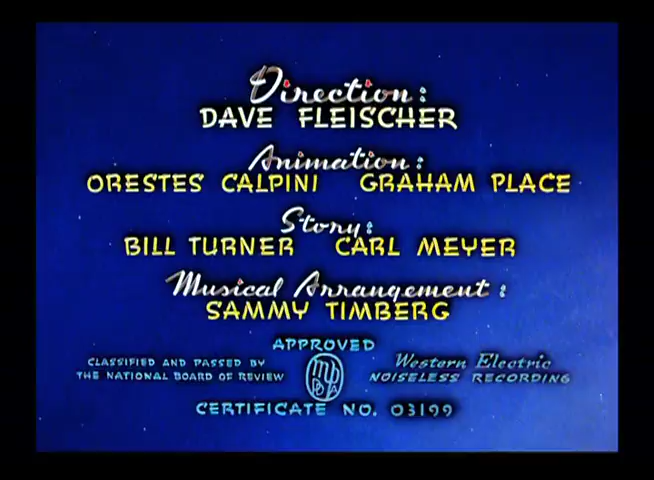 Direction:
DAVE FLEISCHER
Animation:
ORESTES CALPINI GRAHAM PLACE
Story:
BILL TURNER CARL MEYER
Musical Arrangement:
SAMMY TIMBERG
APPROVED
CLASSIFIED AND PASSED BY
THE NATIONAL BOARD OF REVIEW
MPPDA
Western Electric
NOISELESS RECORDING
CERTIFICATE NO. 03199